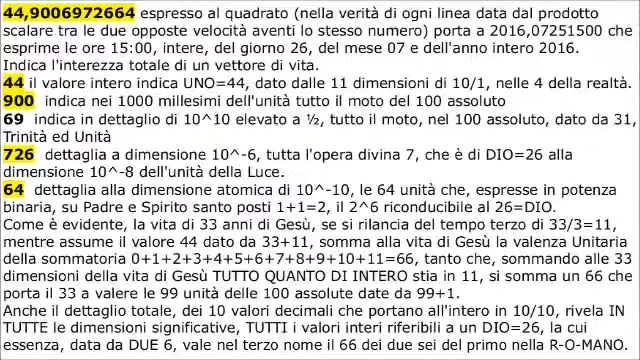 44,9006972664 espresso al quadrato (nella verità di ogni linea data dal prodotto
scalare tra le due opposte velocità aventi lo stesso numero) porta a 2016,07251500 che
esprime le ore 15:00, intere, del giorno 26, del mese 07 e dell'anno intero 2016.
Indica l'interezza totale di un vettore di vita.
44 il valore intero indica UNO=44, dato dalle 11 dimensioni di 10/1, nelle 4 della realtà.
900 indica nei 1000 millesimi dell'unità tutto il moto del 100 assoluto
69 indica in dettaglio di 10^10 elevato a ½, tutto il moto, nel 100 assoluto, dato da 31,
Trinità ed Unità
726 dettaglia a dimensione 10^-6, tutta l'opera divina 7, che è di DIO=26 alla
dimensione 10^-8 dell'unità della Luce.
64 dettaglia alla dimensione atomica di 10^-10, le 64 unità che, espresse in potenza
binaria, su Padre e Spirito santo posti 1+1=2, il 2^6 riconducibile al 26=DIO.
Come è evidente, la vita di 33 anni di Gesù, se si rilancia del tempo terzo di 33/3=11,
mentre assume il valore 44 dato da 33+11, somma alla vita di Gesù la valenza Unitaria
della sommatoria 0+1+2+3+4+5+6+7+8+9+10+11=66, tanto che, sommando alle 33
dimensioni della vita di Gesù TUTTO QUANTO DI INTERO stia in 11, si somma un 66 che
porta il 33 a valere le 99 unità delle 100 assolute date da 99+1.
Anche il dettaglio totale, dei 10 valori decimali che portano all'intero in 10/10, rivela IN
TUTTE le dimensioni significative, TUTTI i valori interi riferibili a un DIO=26, la cui
essenza, data da DUE 6, vale nel terzo nome il 66 dei due sei del primo nella R-O-MANO.